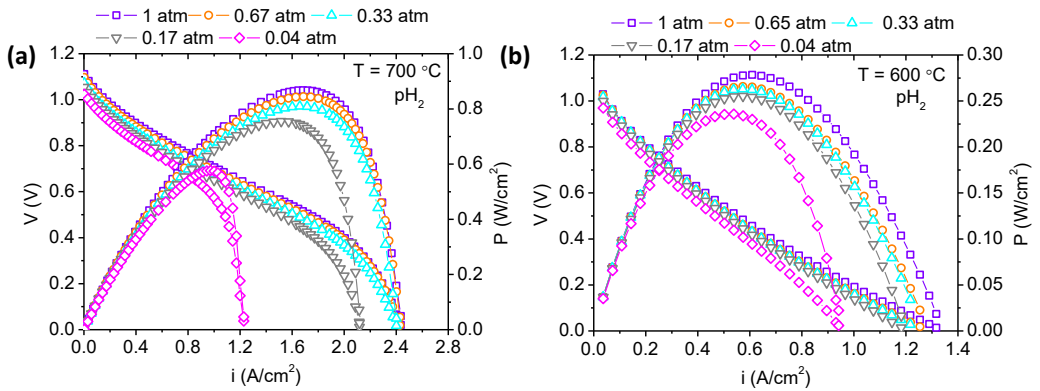 1 atm 0.67 atm 0.33 atm
0.17 atm 0.04 atm
(a)
T = 700 °C
pH2
V (V)
1.2
1.0
0.8
0.6
0.4
0.2
0.0
P (W/cm2)
1.0
0.8
0.6
0.4
0.2
0.0
0.0 0.4 0.8 1.2 1.6 2.0 2.4 2.8
i (A/cm2)
1 atm 0.65 atm 0.33 atm
0.17 atm 0.04 atm
(b)
T = 600 °C
pH2
V (V)
1.2
1.0
0.8
0.6
0.4
0.2
0.0
P (W/cm2)
0.30
0.25
0.20
0.15
0.10
0.05
0.00
0.0 0.2 0.4 0.6 0.8 1.0 1.2 1.4
i (A/cm2)